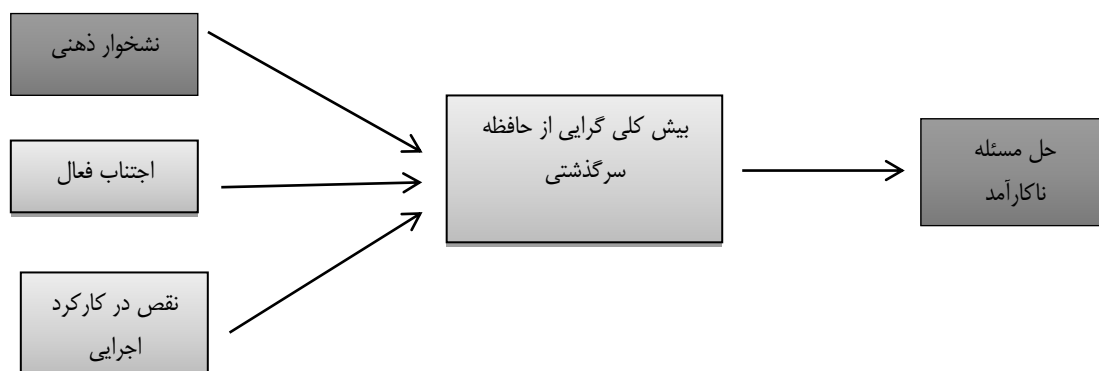 نشخوار ذهنی
اجتناب فعال
نقص در کارکرد
اجرایی
بیش کلی گرایی از حافظه
سرگذشتی
حل مسئله
ناکارآمد